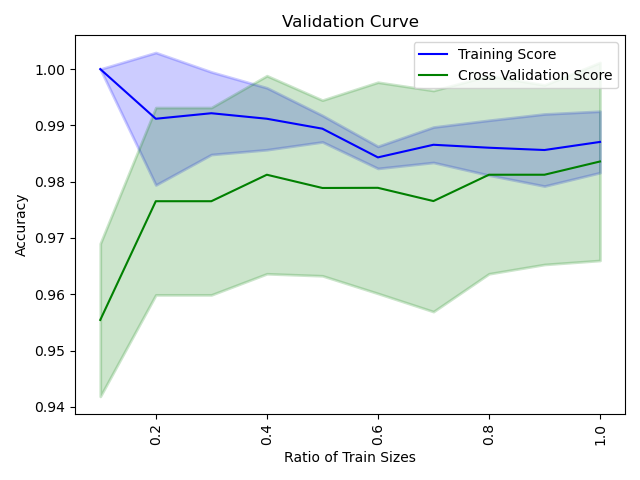 Validation Curve
Training Score
Cross Validation Score
Accuracy
1.00
0.99
0.98
0.97
0.96
0.95
0.94
0.2
0.4
0.6
0.8
1.0
Ratio of Train Sizes